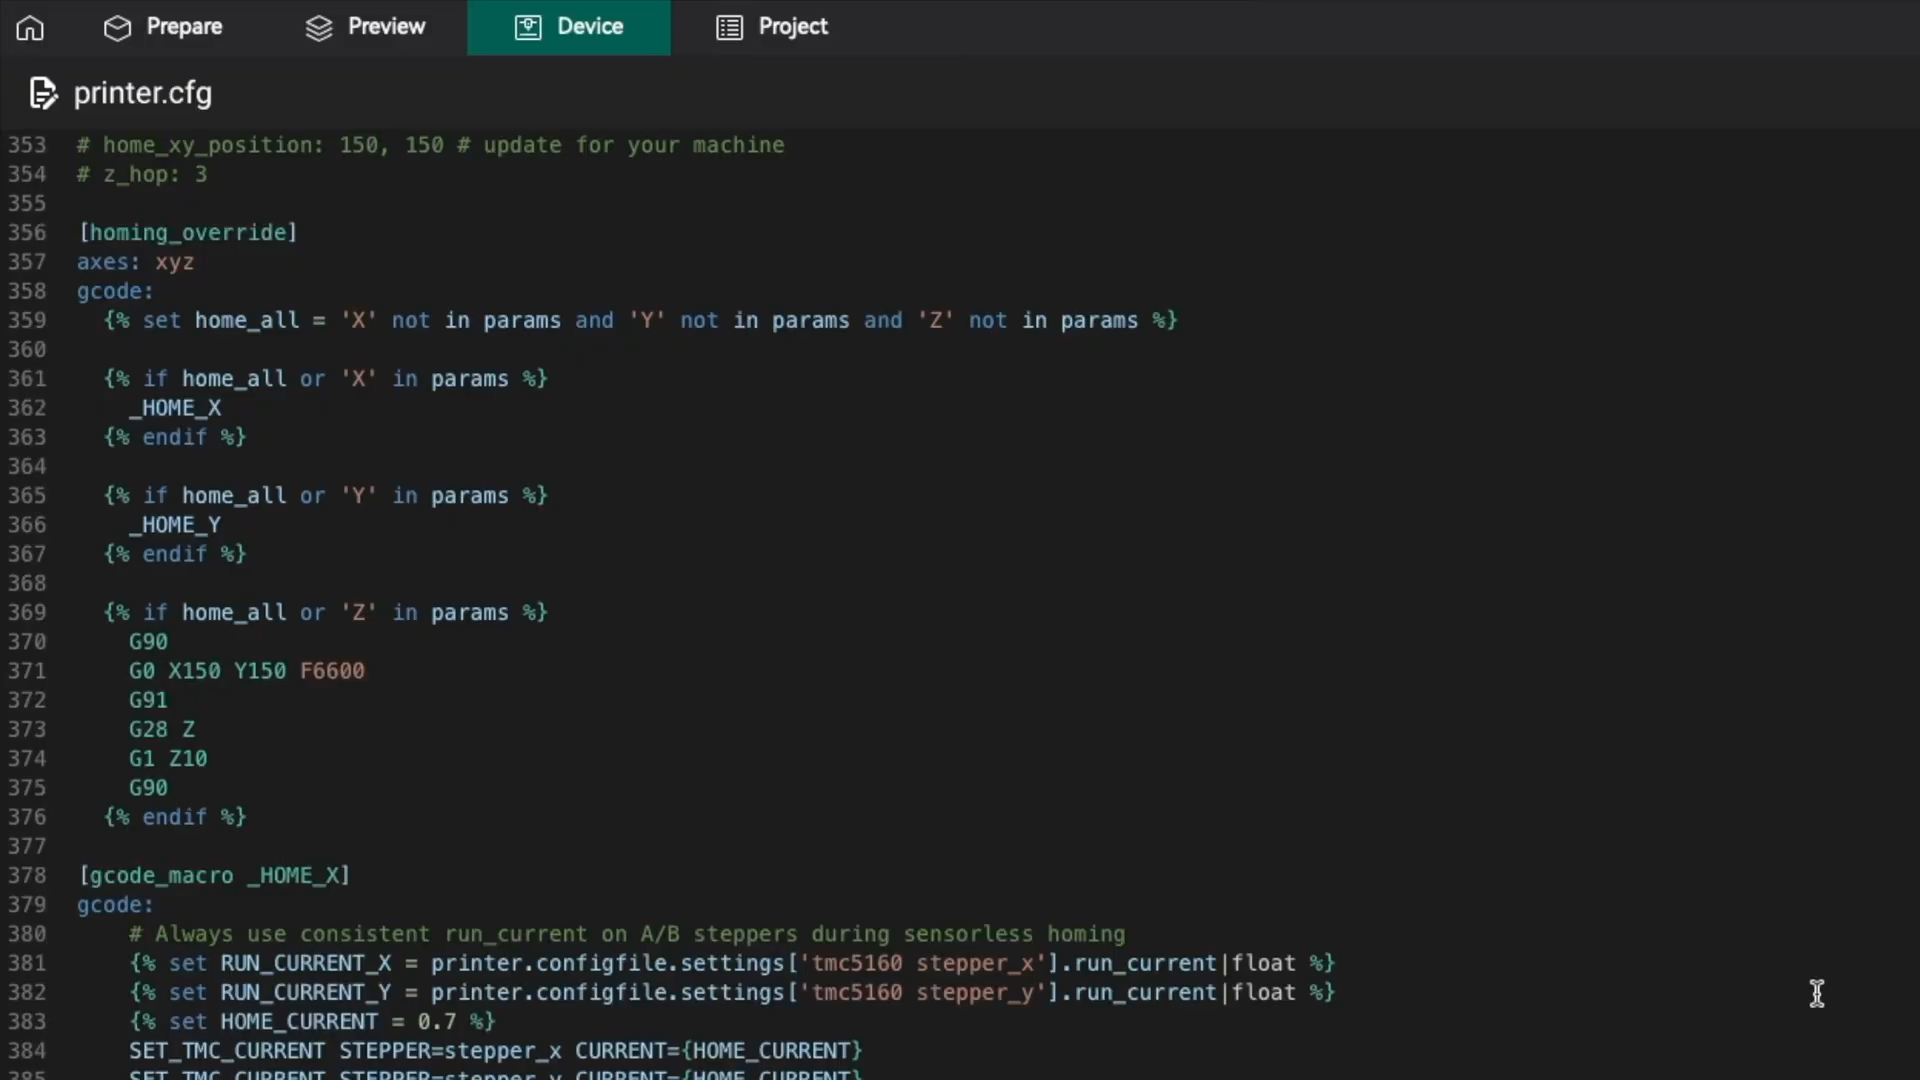 Prepare Preview Device Project
printer.cfg
353 # home_xy_position: 150, 150 # update for your machine
354 # z_hop: 3
355
356 [homing_override]
357 axes: xyz
358 gcode:
359 {% set home_all = 'X' not in params and 'Y' not in params and 'Z' not in params %}
360
361 {% if home_all or 'X' in params %}
362 _HOME_X
363 {% endif %}
364
365 {% if home_all or 'Y' in params %}
366 _HOME_Y
367 {% endif %}
368
369 {% if home_all or 'Z' in params %}
370 G90
371 G0 X150 Y150 F6600
372 G91
373 G28 Z
374 G1 Z10
375 G90
376 {% endif %}
377
378 [gcode_macro _HOME_X]
379 gcode:
380 # Always use consistent run_current on A/B steppers during sensorless homing
381 {% set RUN_CURRENT_X = printer.configfile.settings['tmc5160 stepper_x'].run_current|float %}
382 {% set RUN_CURRENT_Y = printer.configfile.settings['tmc5160 stepper_y'].run_current|float %}
383 {% set HOME_CURRENT = 0.7 %}
384 SET_TMC_CURRENT STEPPER=stepper_x CURRENT={HOME_CURRENT}
385 SET_TMC_CURRENT STEPPER=stepper_y CURRENT={HOME_CURRENT}